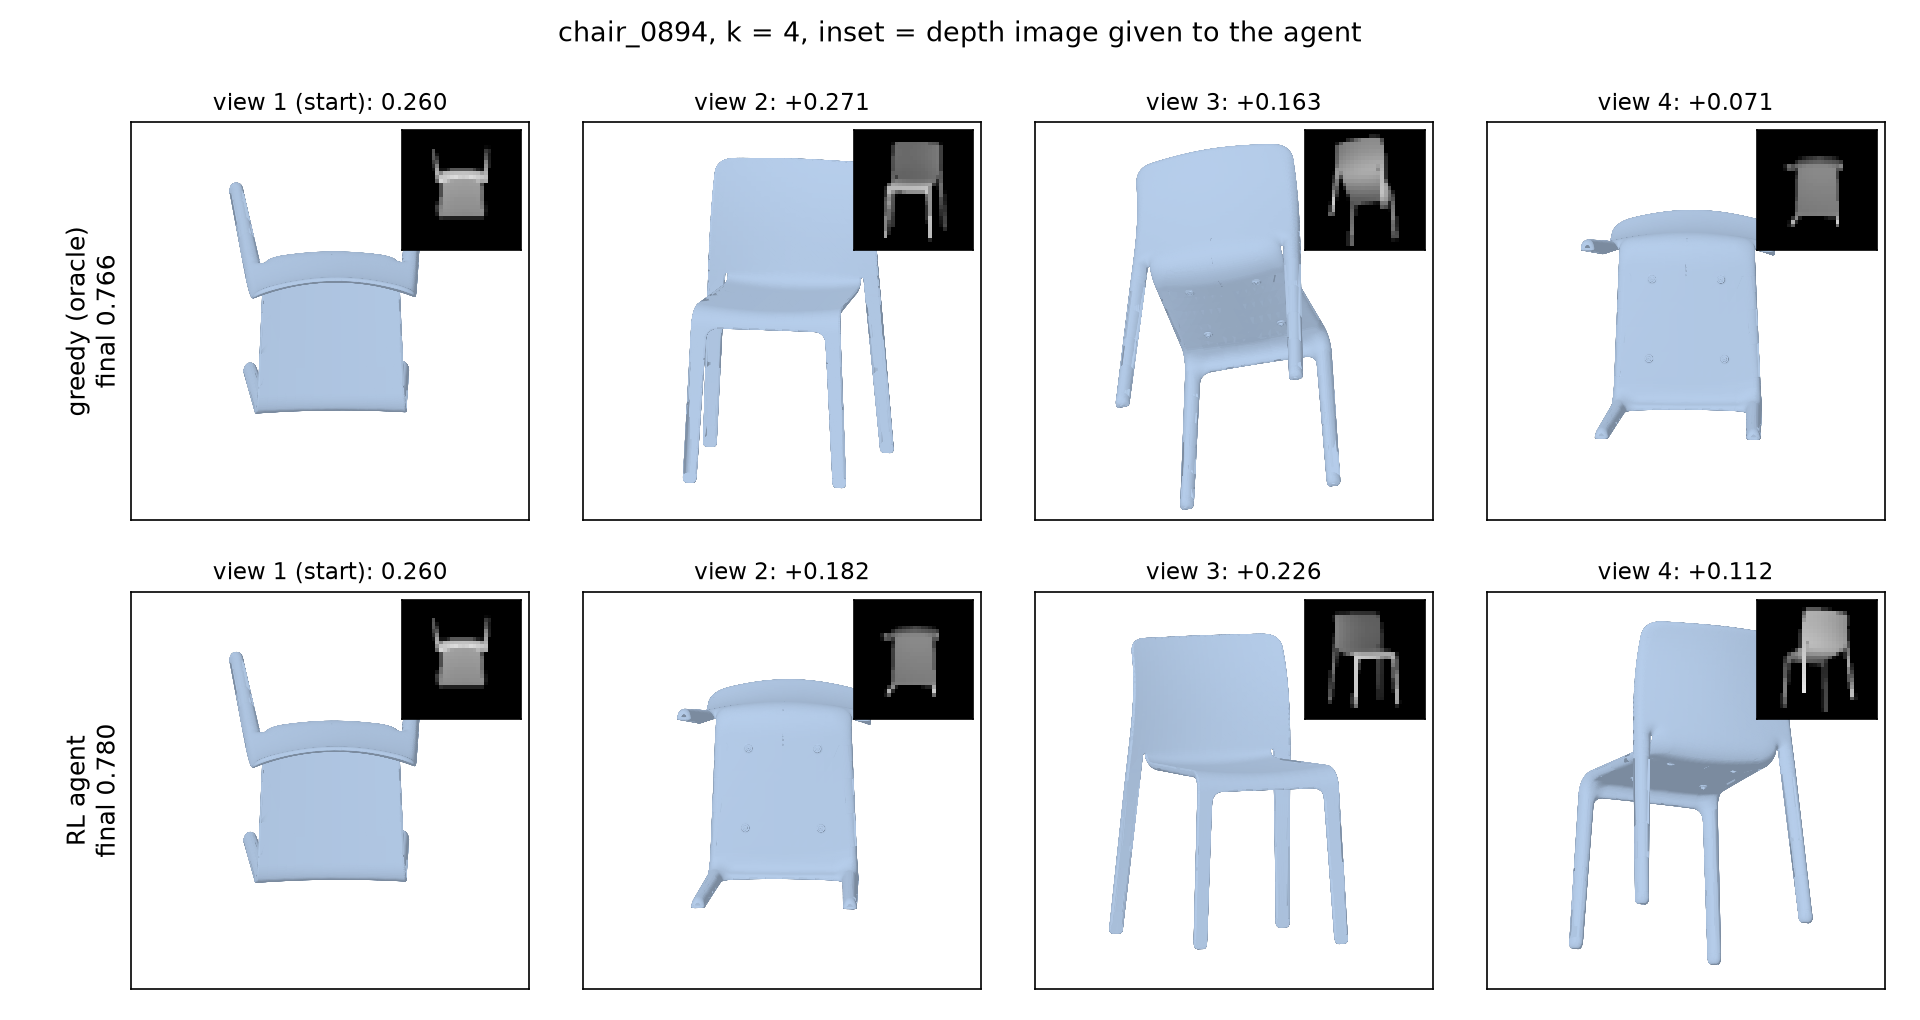 chair_0894, k = 4, inset = depth image given to the agent
view 1 (start): 0.260
view 2: +0.271
view 3: +0.163
view 4: +0.071
greedy (oracle)
final 0.766
view 1 (start): 0.260
view 2: +0.182
view 3: +0.226
view 4: +0.112
RL agent
final 0.780